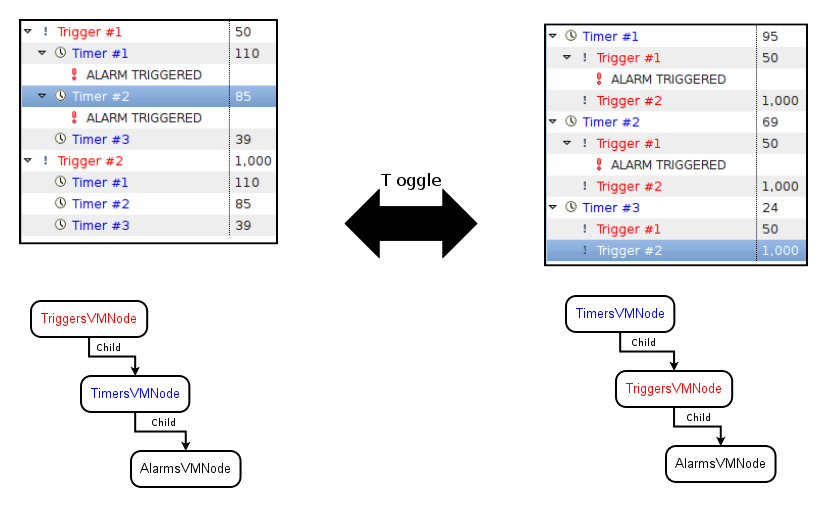 Trigger #1 50
Timer #1 110
ALARM TRIGGERED
Timer #2 85
ALARM TRIGGERED
Timer #3 39
Trigger #2 1,000
Timer #1 110
Timer #2 85
Timer #3 39
T oggle
Timer #1 95
Trigger #1 50
ALARM TRIGGERED
Trigger #2 1,000
Timer #2 69
Trigger #1 50
ALARM TRIGGERED
Trigger #2 1,000
Timer #3 24
Trigger #1 50
Trigger #2 1,000
TriggersVMNode
Child
TimersVMNode
Child
AlarmsVMNode
TimersVMNode
Child
TriggersVMNode
Child
AlarmsVMNode